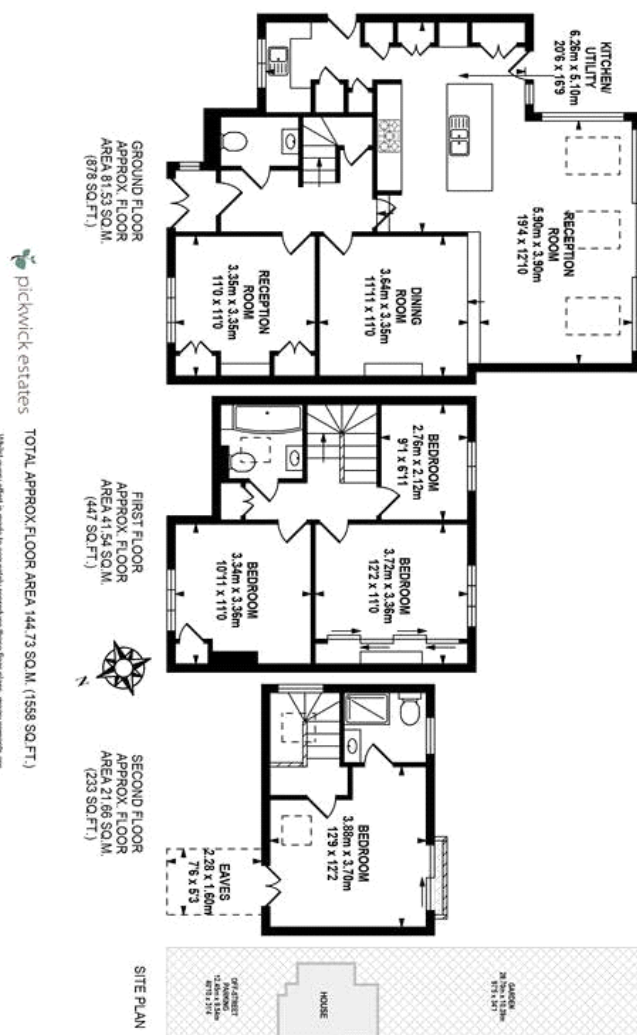 KITCHEN/
UTILITY
6.26m x 5.10m
20'6 x 16'9
RECEPTION
ROOM
5.90m x 3.90m
19'4 x 12'10
DINING
ROOM
3.64m x 3.35m
11'11 x 11'0
RECEPTION
ROOM
3.35m x 3.35m
11'0 x 11'0
GROUND FLOOR
APPROX. FLOOR
AREA 81.53 SQ.M.
(878 SQ.FT.)
BEDROOM
2.76m x 2.12m
9'1 x 6'11
BEDROOM
3.72m x 3.36m
12'2 x 11'0
BEDROOM
3.34m x 3.36m
10'11 x 11'0
FIRST FLOOR
APPROX. FLOOR
AREA 41.54 SQ.M.
(447 SQ.FT.)
N
BEDROOM
3.88m x 3.70m
12'9 x 12'2
EAVES
2.28 x 1.60m
7'6 x 5'3
SECOND FLOOR
APPROX. FLOOR
AREA 21.66 SQ.M.
(233 SQ.FT.)
GARDEN
HOUSE
OFF-STREET
PARKING
SITE PLAN
pickwick estates
TOTAL APPROX.FLOOR AREA 144.73 SQ.M. (1558 SQ.FT.)